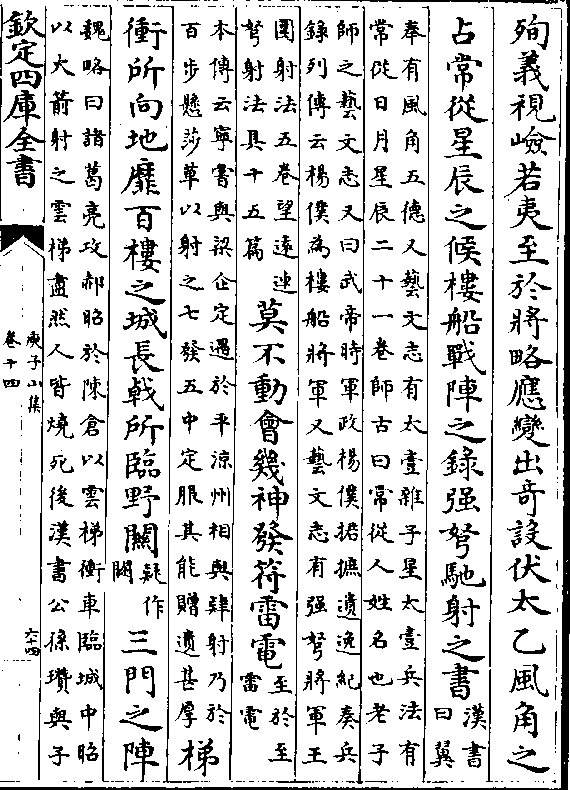 殉義視嶮若夷至於將略應變出奇設伏太乙風角之
占常從星辰之候樓船戰陣之錄强弩馳射之書漢書
曰翼
奉有風角五德又藝文志有太壹雜子星太壹兵法有
常從日月星辰二十一卷師古曰常從人姓名也老子
師之藝文志又曰武帝時軍政楊僕捃摭遺逸紀奏兵
錄列傳云楊僕為樓船將軍又藝文志有强弩將軍王
圍射法五卷望遠連
弩射法具十五篇
莫不動會幾神發符雷電
至於至
雷電
本傳云寧嘗與梁企定遇於平涼州相與肄射乃於
百步懸莎草以射之七發五中定服其能贈遺甚厚
梯
衝所向地靡百樓之城長戟所臨野
疑作
闕
三門之陣
魏略曰諸葛亮攻郝昭於陳倉以雲梯衝車臨城中昭
以大箭射之雲梯盡然人皆燒死後漢書公孫瓚與子
欽定四庫全書
庾子山集
卷十四
六十四